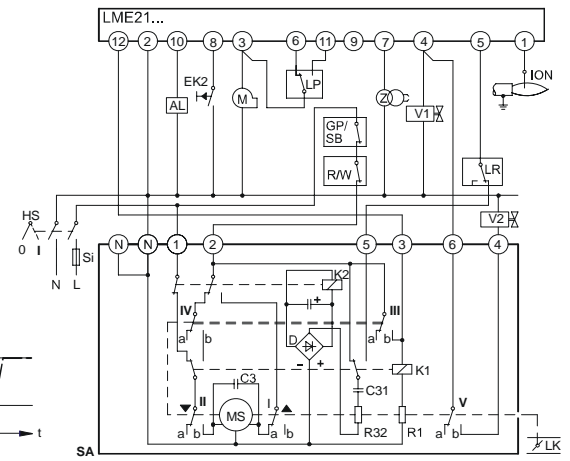 LME21...
12 2 10 8 3 6 11 9 7 4 5 1
ION
EK2
LP
AL
M
GP/
SB
Z
V1
R/W
LR
HS
V2
0 I
Si
N L
N N 1 2 5 3 6 4
K2
IV
III
a b
D
a b
K1
C3
C31
II
I
V
MS
a b
a b
R32
R1
a b
SA
LK
t